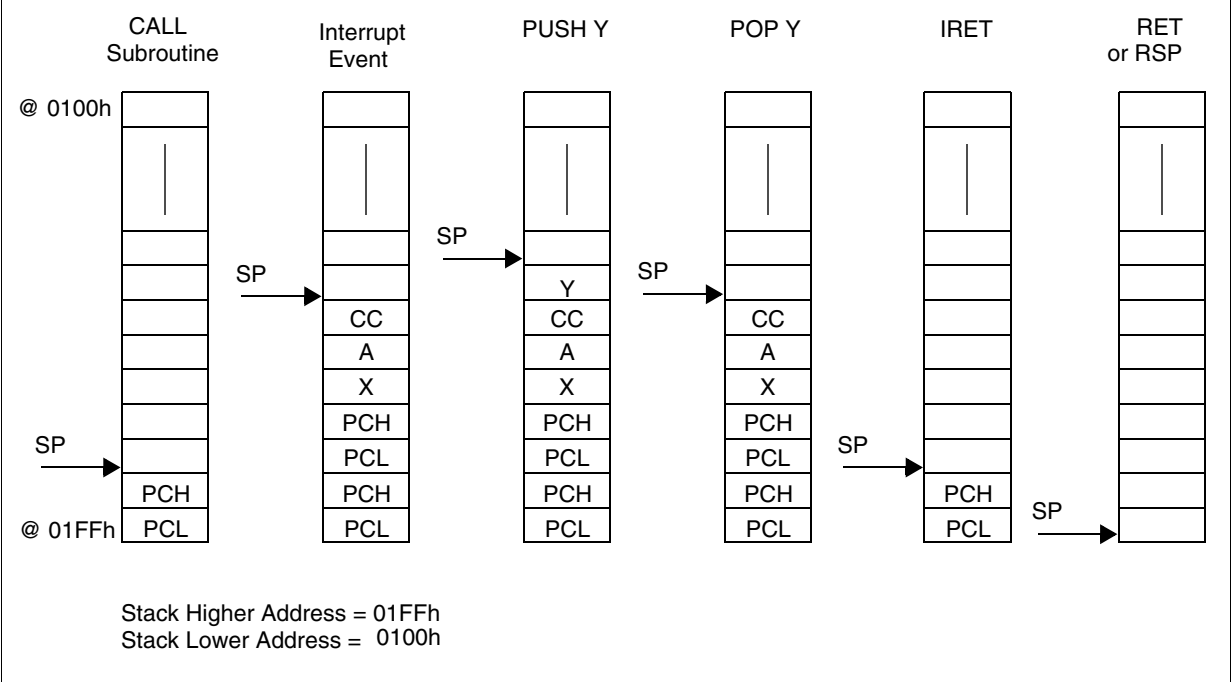 CALL
Subroutine
Interrupt
Event
PUSH Y
POP Y
IRET
RET
or RSP
@ 0100h
SP
SP
SP
Y
CC
CC
CC
A
A
A
X
X
X
PCH
PCH
PCH
SP
SP
PCL
PCL
PCL
PCH
PCH
PCH
PCH
PCH
SP
@ 01FFh
PCL
PCL
PCL
PCL
PCL
Stack Higher Address = 01FFh
Stack Lower Address = 0100h